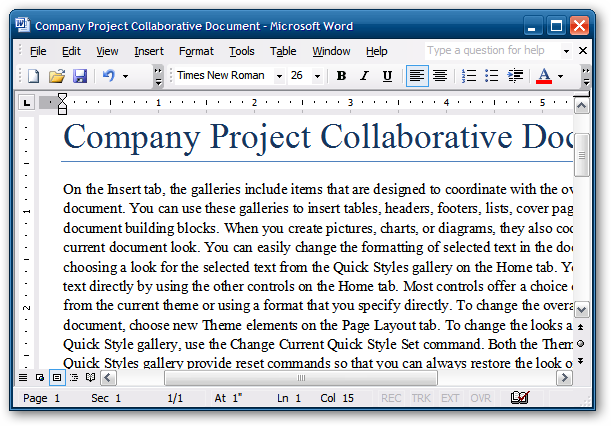 Company Project Collaborative Document - Microsoft Word
File Edit View Insert Format Tools Table Window Help Type a question for help
Times New Roman 26 B I U A
L 1 2 3 4 5
Company Project Collaborative Doc
On the Insert tab, the galleries include items that are designed to coordinate with the ov
document. You can use these galleries to insert tables, headers, footers, lists, cover pag
document building blocks. When you create pictures, charts, or diagrams, they also coo
1
current document look. You can easily change the formatting of selected text in the doc
choosing a look for the selected text from the Quick Styles gallery on the Home tab. Yo
text directly by using the other controls on the Home tab. Most controls offer a choice o
from the current theme or using a format that you specify directly. To change the overa
2
document, choose new Theme elements on the Page Layout tab. To change the looks a
Quick Style gallery, use the Change Current Quick Style Set command. Both the Them
Quick Styles gallery provide reset commands so that you can always restore the look o
Page 1 Sec 1 1/1 At 1" Ln 1 Col 15 REC TRK EXT OVR